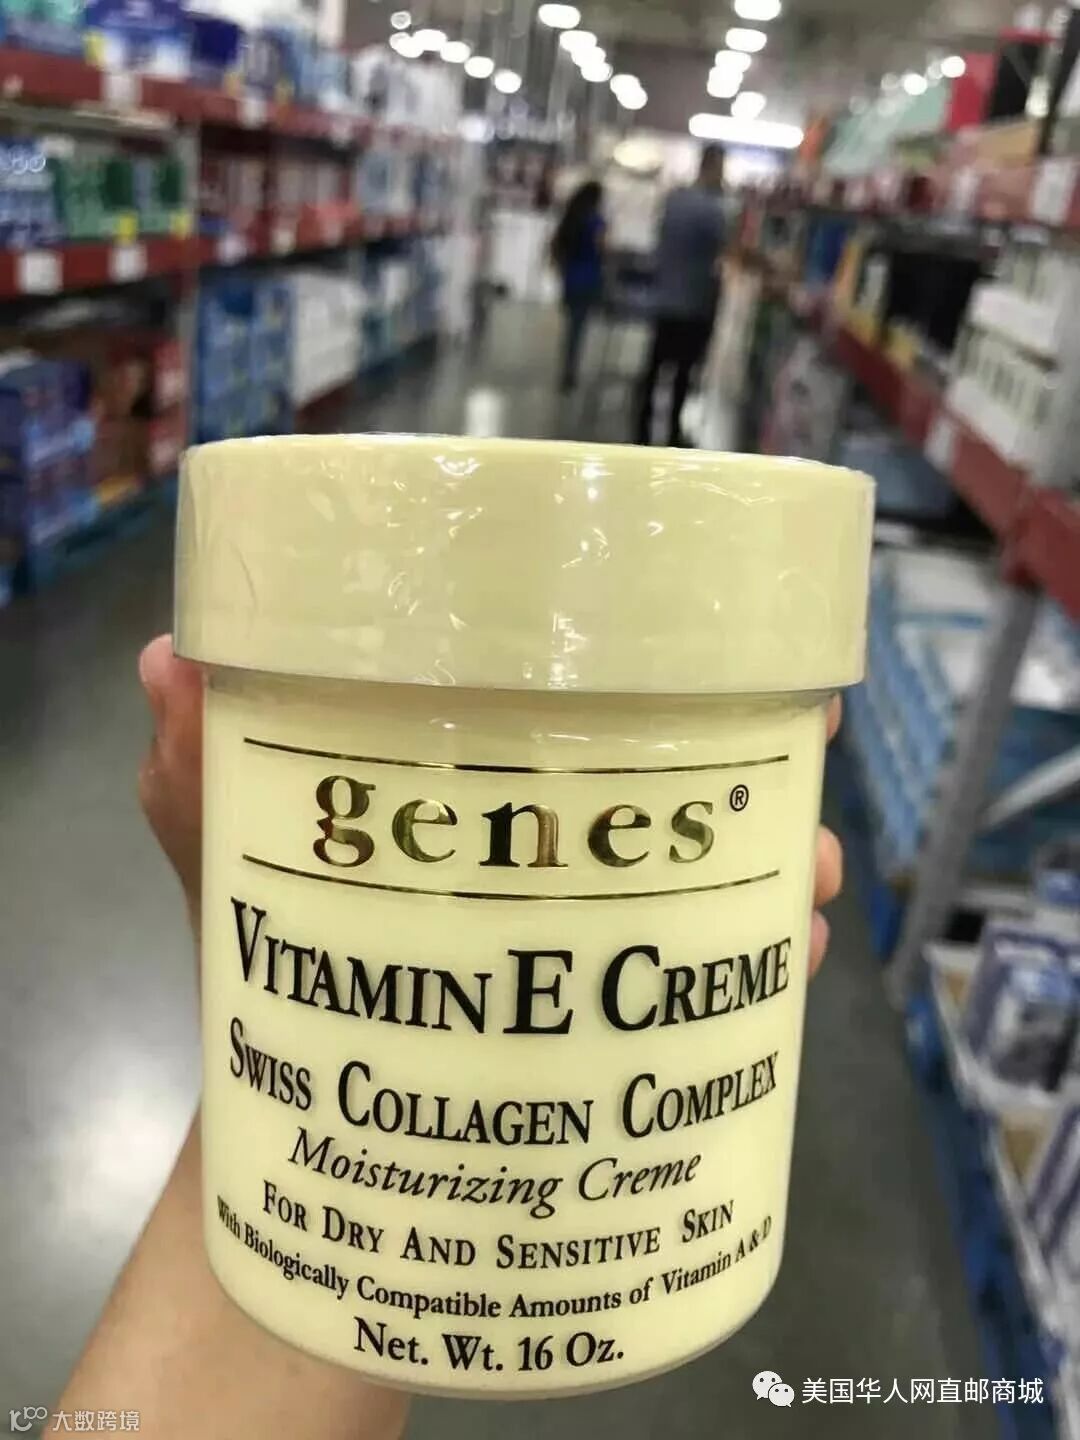 genes®
VITAMIN E CREME
SWISS COLLAGEN COMPLEX
Moisturizing Creme
FOR DRY AND SENSITIVE SKIN
With Biologically Compatible Amounts of Vitamin A & D
Net. Wt. 16 Oz.
美国华人网直邮商城
大数跨境